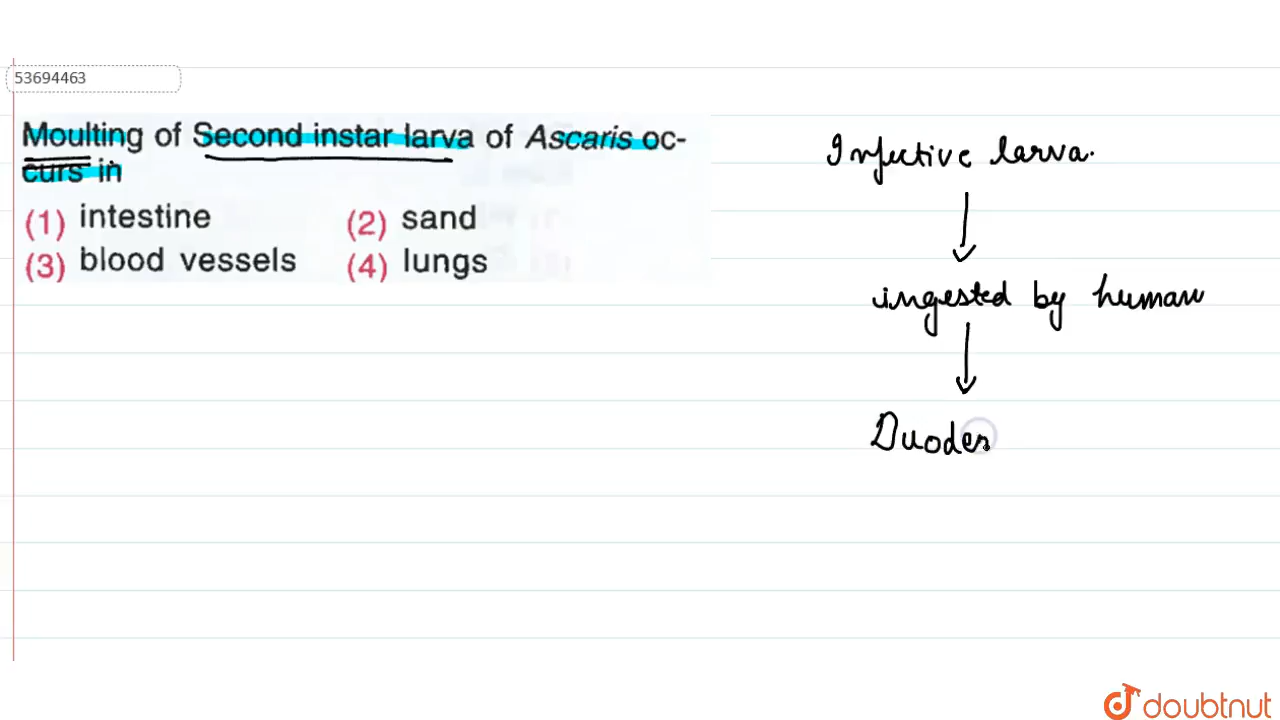 53694463
Moulting of Second instar larva of Ascaris oc-
curs in
(1) intestine (2) sand
(3) blood vessels (4) lungs
Infective larva.
ingested by human
Duoden
doubtnut